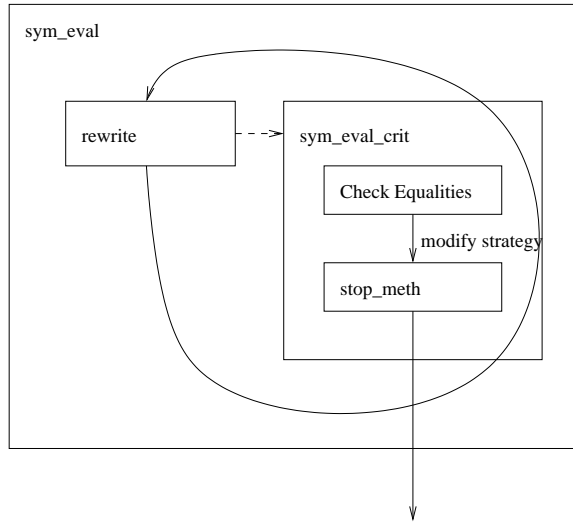 sym_eval
rewrite
sym_eval_crit
Check Equalities
modify strategy
stop_meth